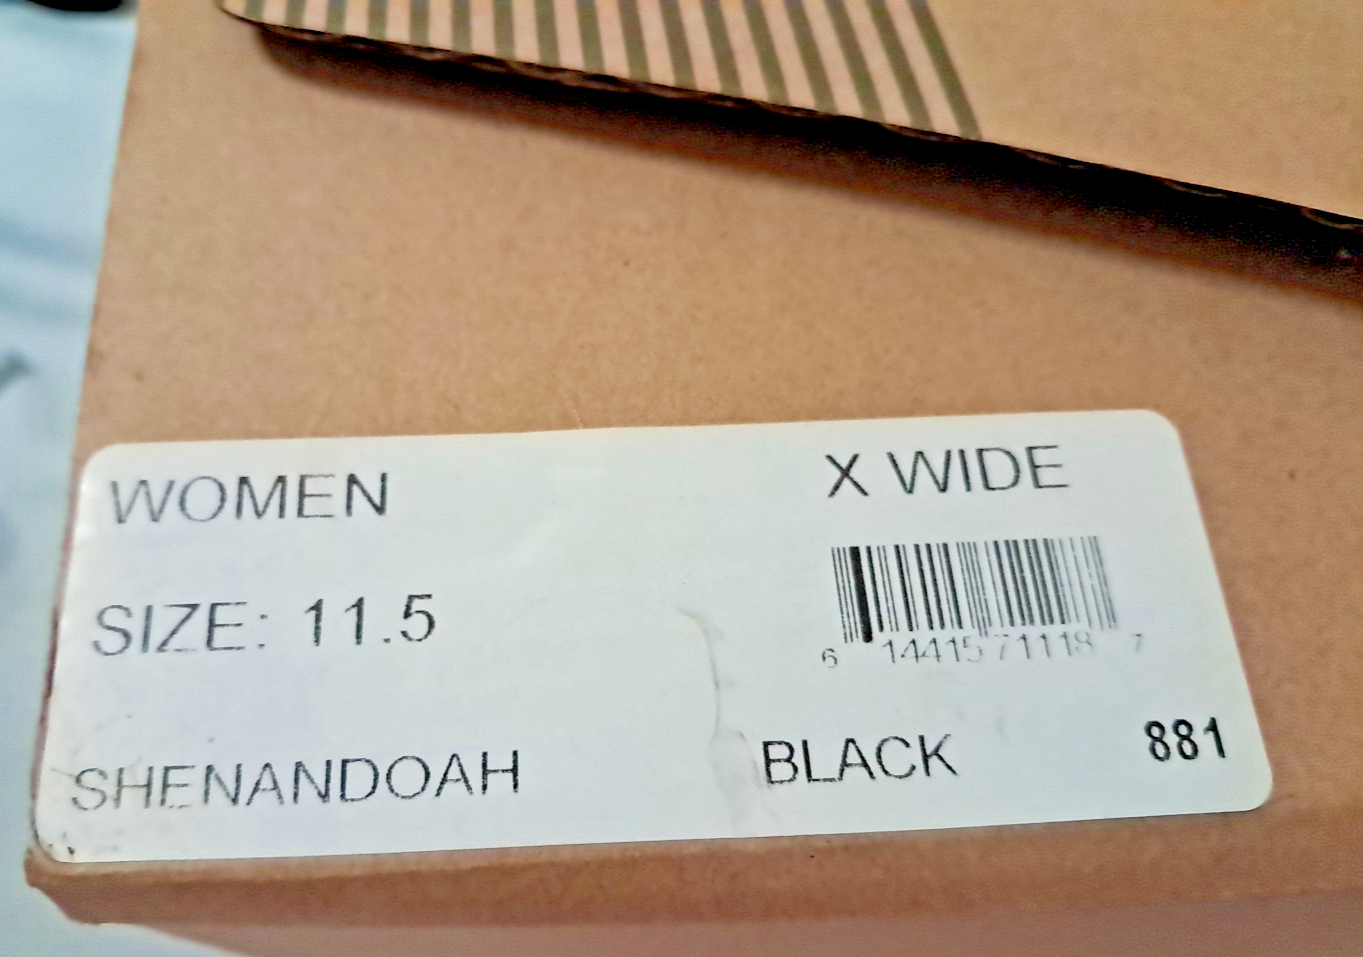 WOMEN
X WIDE
SIZE: 11.5
6 14415 71118 7
SHENANDOAH
BLACK
881